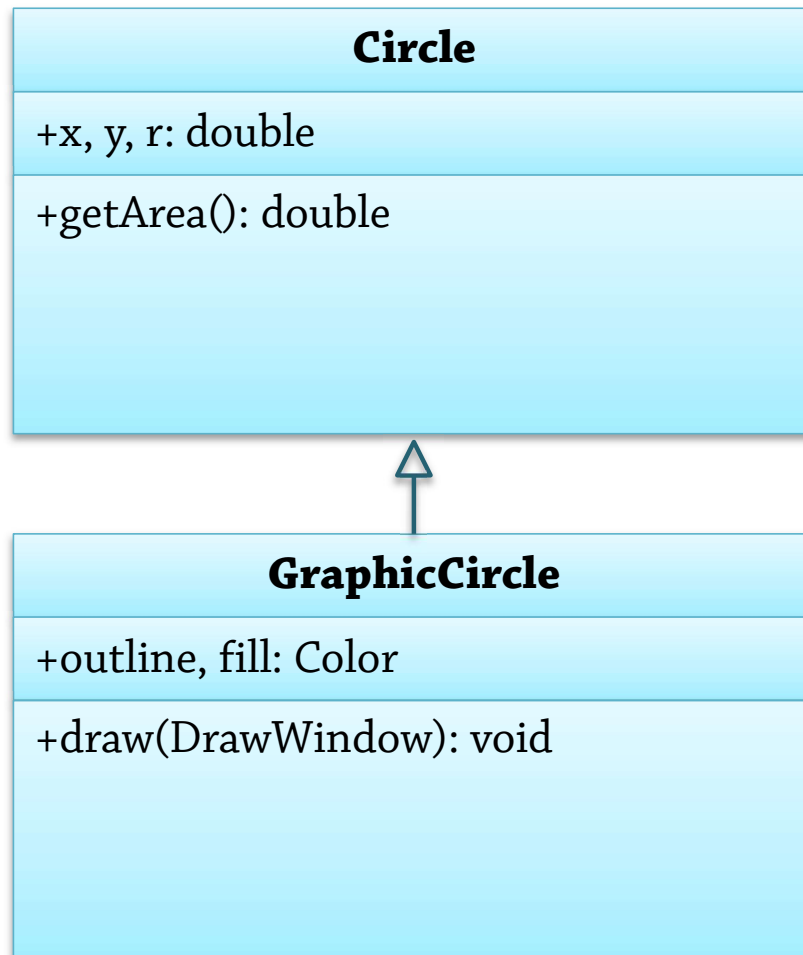 Circle
+x, y, r: double
+getArea(): double
GraphicCircle
+outline, fill: Color
+draw(DrawWindow): void